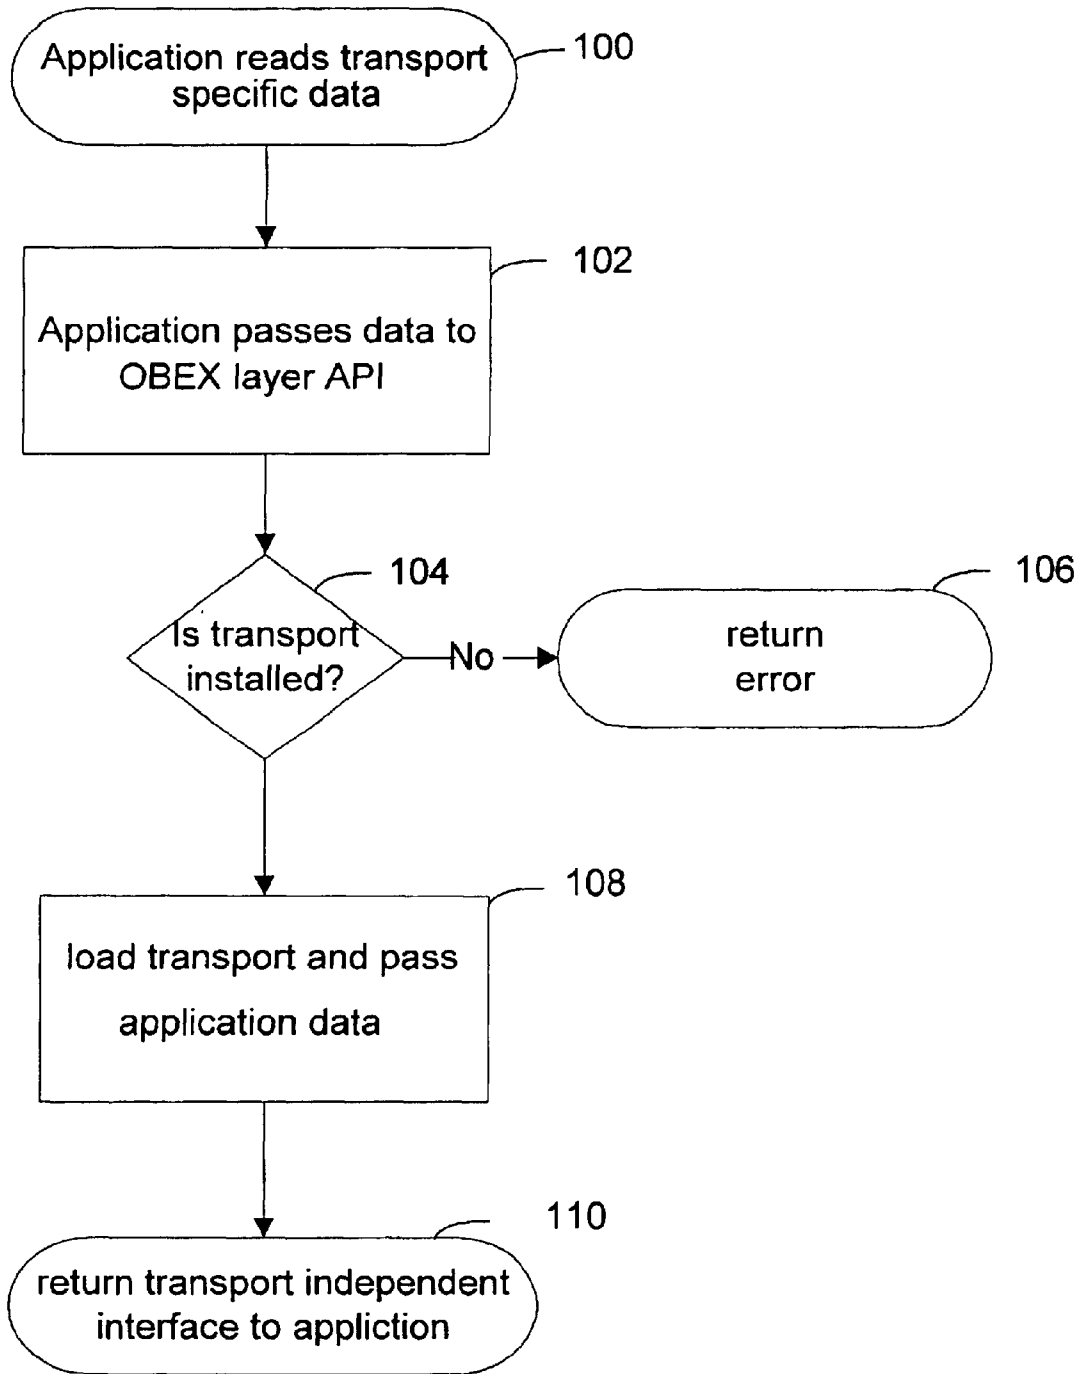 Application reads transport
specific data
100
102
Application passes data to
OBEX layer API
104
Is transport
installed?
No
106
return
error
108
load transport and pass
application data
110
return transport independent
interface to appliction